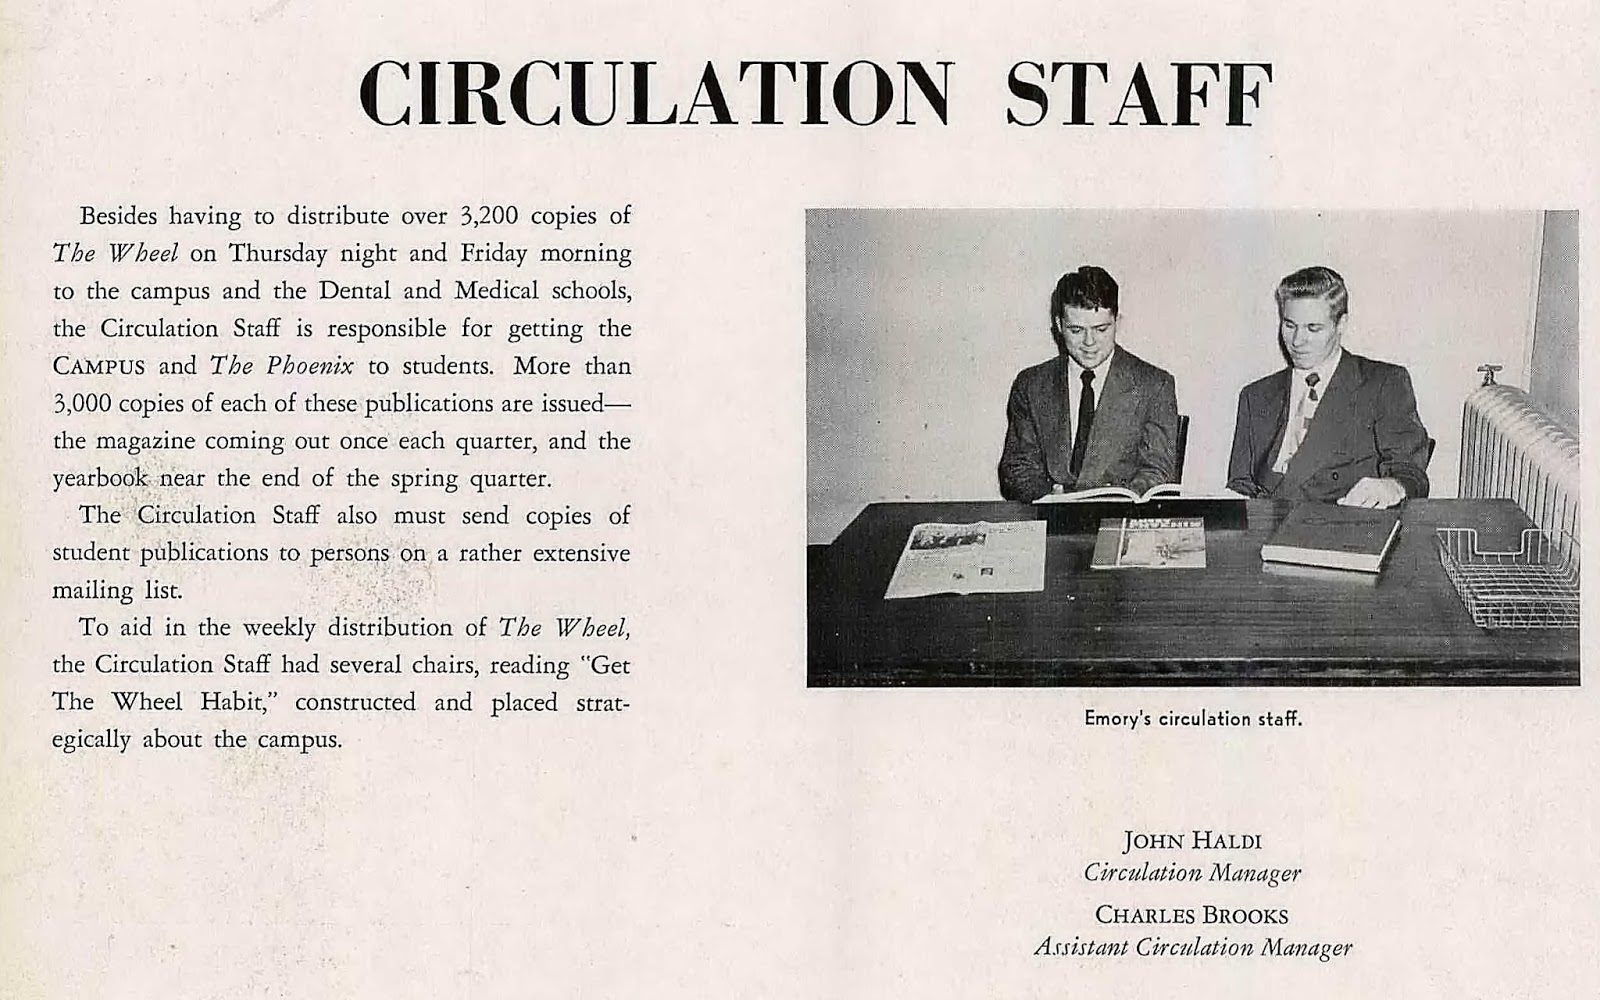 CIRCULATION STAFF
Besides having to distribute over 3,200 copies of
The Wheel on Thursday night and Friday morning
to the campus and the Dental and Medical schools,
the Circulation Staff is responsible for getting the
CAMPUS and The Phoenix to students. More than
3,000 copies of each of these publications are issued—
the magazine coming out once each quarter, and the
yearbook near the end of the spring quarter.
The Circulation Staff also must send copies of
student publications to persons on a rather extensive
mailing list.
To aid in the weekly distribution of The Wheel,
the Circulation Staff had several chairs, reading "Get
The Wheel Habit," constructed and placed strat-
egically about the campus.
Emory's circulation staff.
JOHN HALDI
Circulation Manager
CHARLES BROOKS
Assistant Circulation Manager